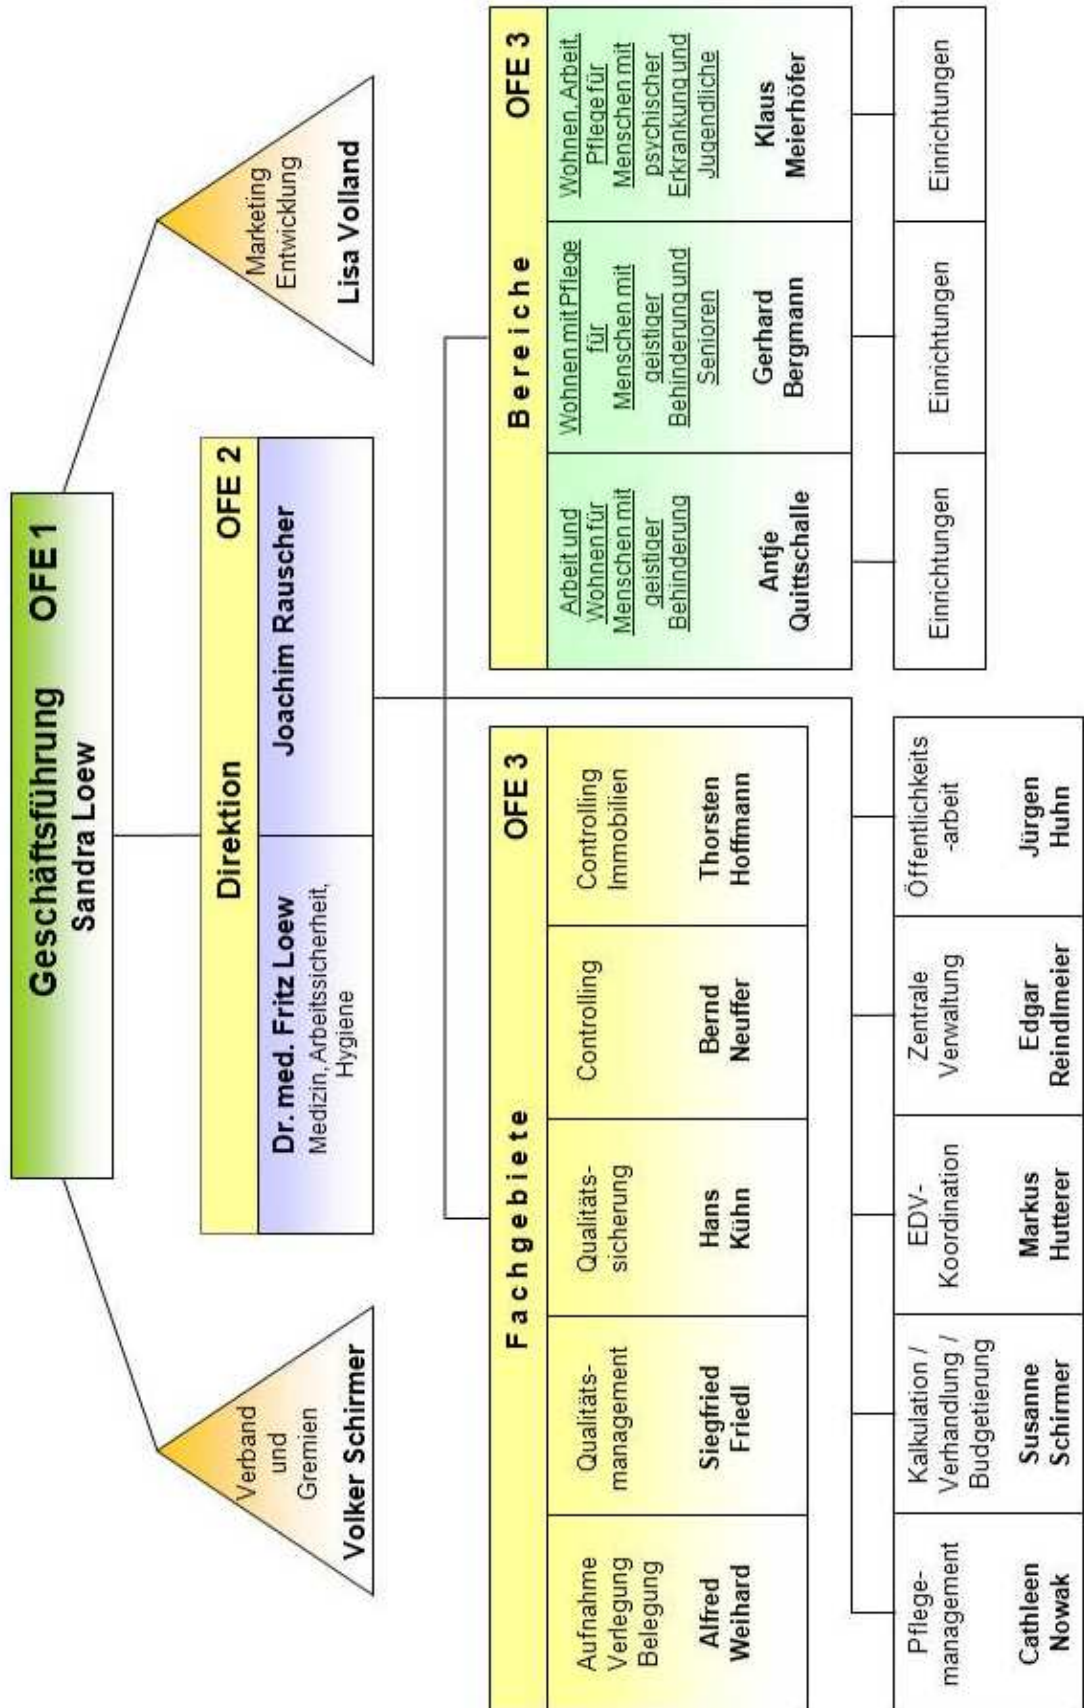 Geschäftsführung OFE 1
Sandra Loew
Verband
und
Gremien
Volker Schirmer
Marketing
Entwicklung
Lisa Volland
Direktion OFE 2
Dr. med. Fritz Loew
Medizin, Arbeitssicherheit,
Hygiene
Joachim Rauscher
Fachgebiete OFE 3
Aufnahme
Verlegung
Belegung
Alfred
Weihard
Qualitäts-
management
Siegfried
Friedl
Qualitäts-
sicherung
Hans
Kühn
Controlling
Bernd
Neuffer
Controlling
Immobilien
Thorsten
Hoffmann
Bereiche OFE 3
Arbeit und
Wohnen für
Menschen mit
geistiger
Behinderung
Antje
Quittschalle
Wohnen mit Pflege
für
Menschen mit
geistiger
Behinderung und
Senioren
Gerhard
Bergmann
Wohnen, Arbeit,
Pflege für
Menschen mit
psychischer
Erkrankung und
Jugendliche
Klaus
Meierhöfer
Pflege-
management
Cathleen
Nowak
Kalkulation /
Verhandlung /
Budgetierung
Susanne
Schirmer
EDV-
Koordination
Markus
Hutterer
Zentrale
Verwaltung
Edgar
Reindlmeier
Öffentlichkeits
-arbeit
Jürgen
Huhn
Einrichtungen
Einrichtungen
Einrichtungen